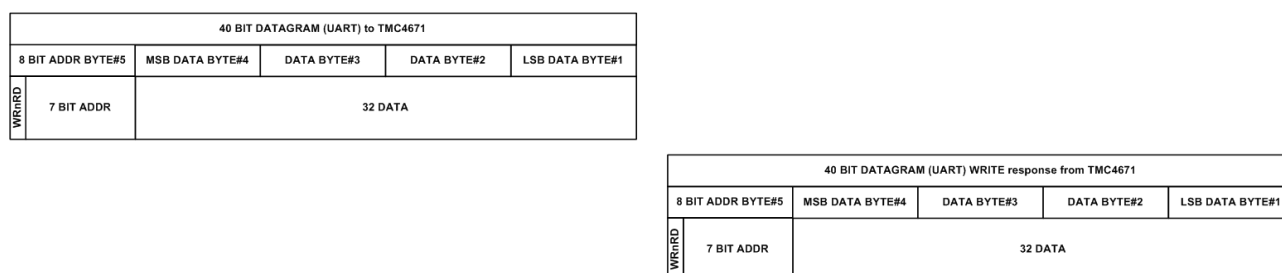 40 BIT DATAGRAM (UART) to TMC4671
8 BIT ADDR BYTE#5 MSB DATA BYTE#4 DATA BYTE#3 DATA BYTE#2 LSB DATA BYTE#1
WRnRD 7 BIT ADDR 32 DATA
40 BIT DATAGRAM (UART) WRITE response from TMC4671
8 BIT ADDR BYTE#5 MSB DATA BYTE#4 DATA BYTE#3 DATA BYTE#2 LSB DATA BYTE#1
WRnRD 7 BIT ADDR 32 DATA